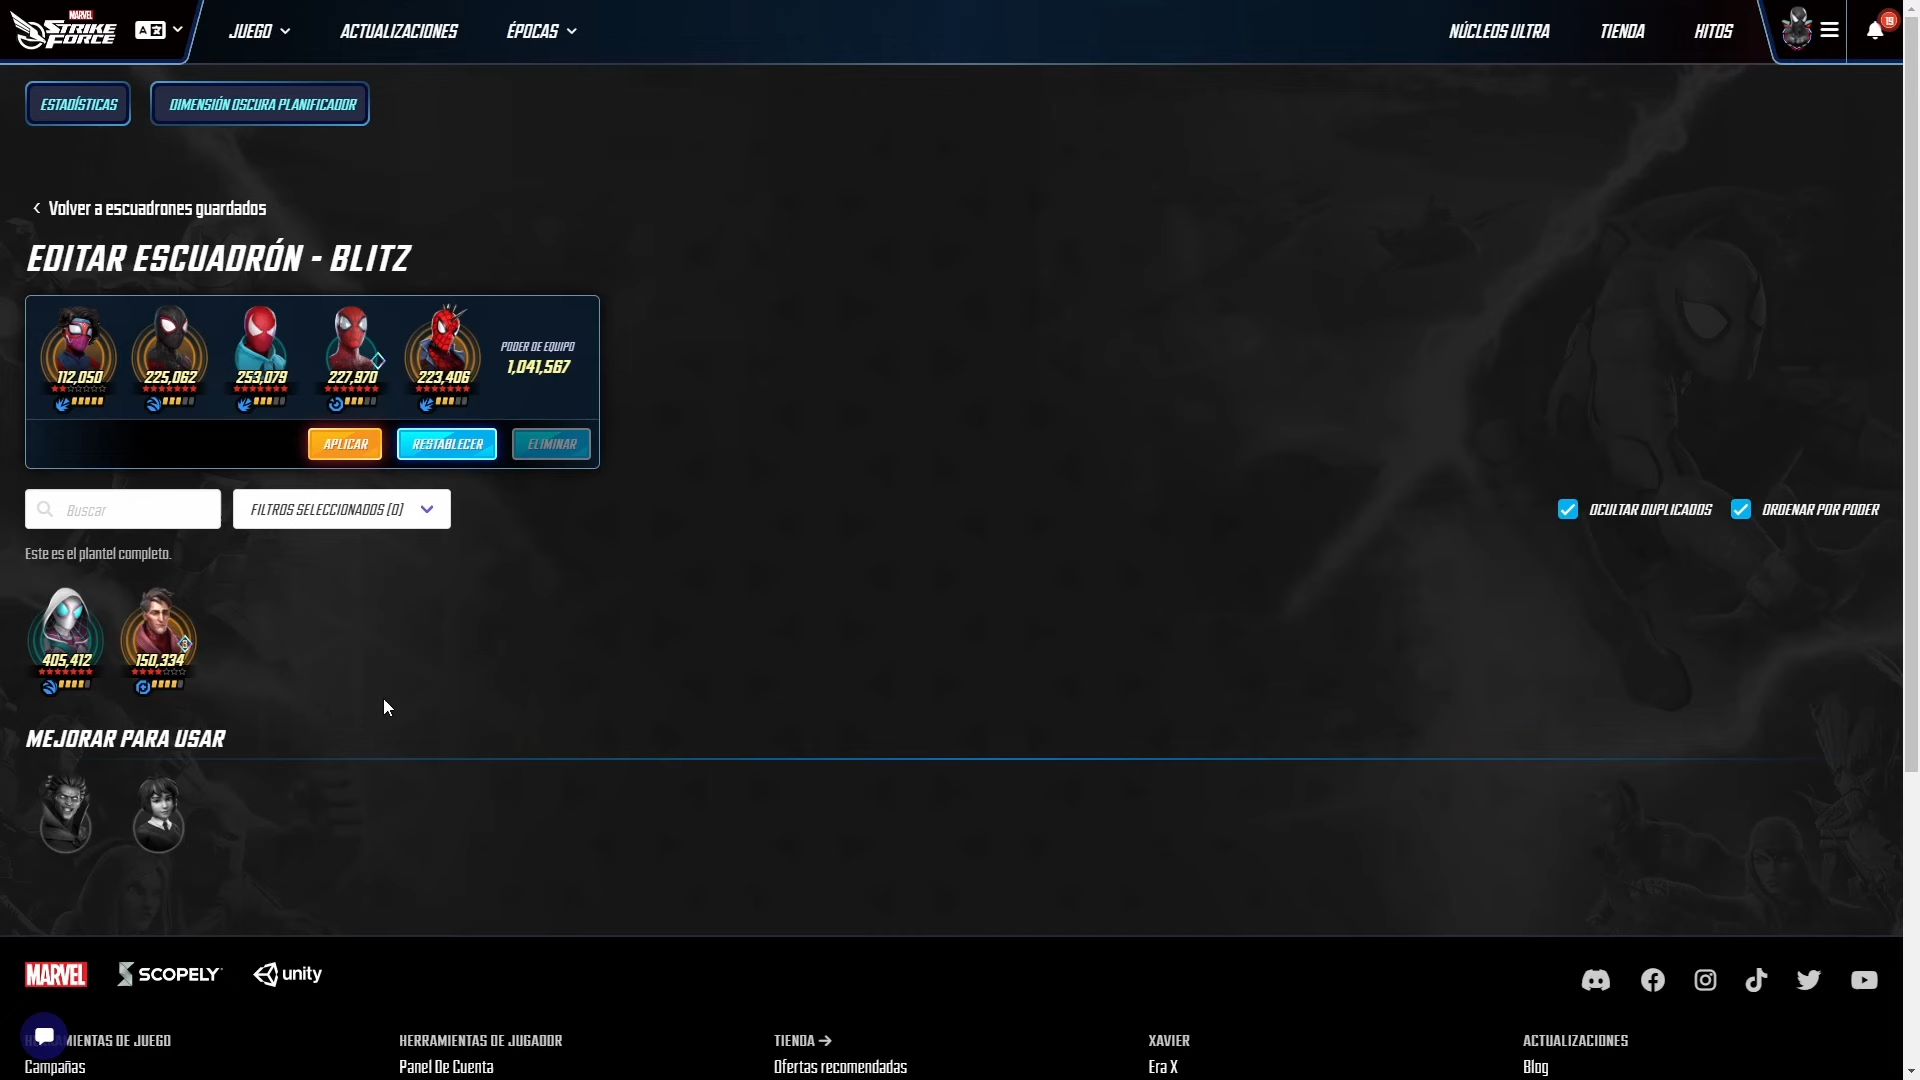 MARVEL
STRIKE
FORCE
JUEGO
ACTUALIZACIONES
ÉPOCAS
NÚCLEOS ULTRA
TIENDA
HITOS
19
ESTADÍSTICAS
DIMENSIÓN OSCURA PLANIFICADOR
Volver a escuadrones guardados
EDITAR ESCUADRÓN - BLITZ
112,050
225,062
253,079
227,970
223,406
PODER DE EQUIPO
1,041,567
APLICAR
RESTABLECER
ELIMINAR
Buscar
FILTROS SELECCIONADOS [0]
OCULTAR DUPLICADOS
ORDENAR POR PODER
Este es el plantel completo.
405,412
150,334
MEJORAR PARA USAR
MARVEL
SCOPELY
unity
MIENTAS DE JUEGO
HERRAMIENTAS DE JUGADOR
TIENDA →
XAVIER
ACTUALIZACIONES
Campañas
Panel De Cuenta
Ofertas recomendadas
Era X
Blog